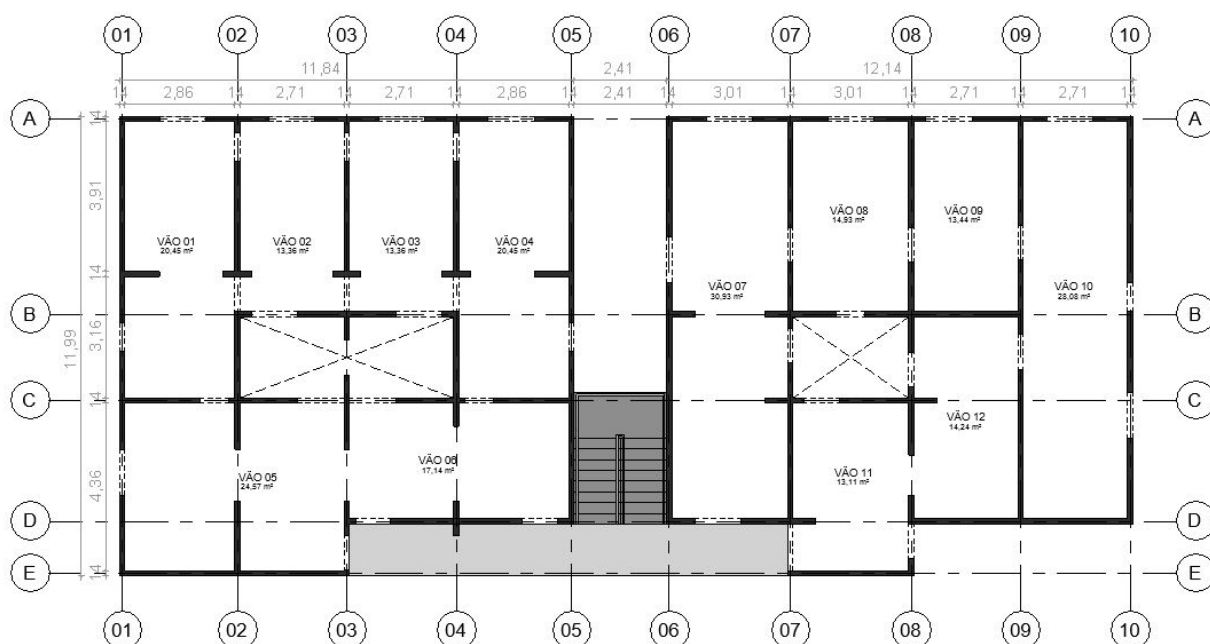 01 02 03 04 05 06 07 08 09 10
11,84 2,41 12,14
14 2,86 14 2,71 14 2,71 14 2,86 14 2,41 14 3,01 14 3,01 14 2,71 14 2,71 14
A 14 A
3,91
VÃO 08 VÃO 09
14,93 m² 13,44 m²
VÃO 01 VÃO 02 VÃO 03 VÃO 04
20,45 m² 13,36 m² 13,36 m² 20,45 m²
14
VÃO 07 VÃO 10
30,93 m² 28,08 m²
B B
11,99 3,16
C 14 C
VÃO 12
14,24 m²
VÃO 06
17,14 m²
VÃO 05 VÃO 11
24,57 m² 13,11 m²
4,36
D D
E 14 E
01 02 03 04 05 06 07 08 09 10